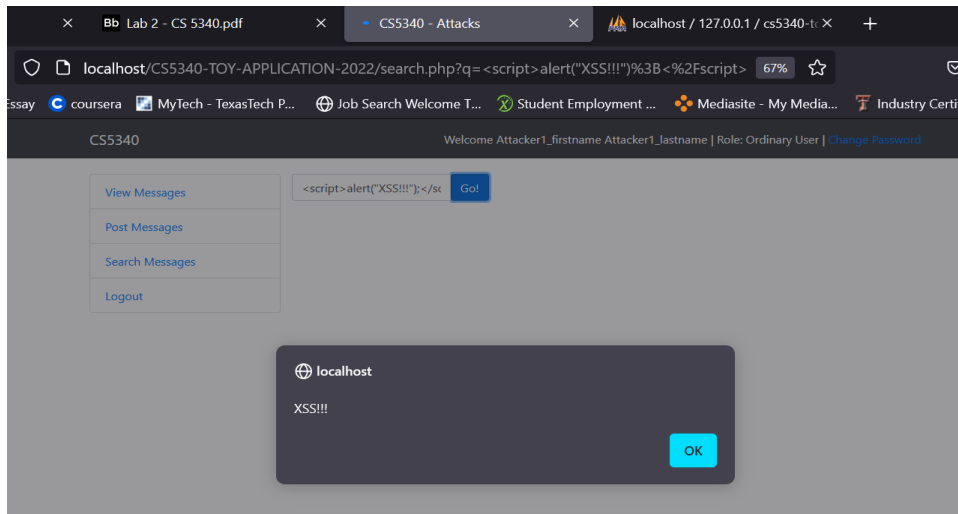 Bb Lab 2 - CS 5340.pdf
CS5340 - Attacks
localhost / 127.0.0.1 / cs5340-to
localhost/CS5340-TOY-APPLICATION-2022/search.php?q=<script>alert("XSS!!!")%3B<%2Fscript> 67%
Essay C coursera MyTech - TexasTech P... Job Search Welcome T... Student Employment ... Mediasite - My Media... Industry Certi
CS5340 Welcome Attacker1_firstname Attacker1_lastname | Role: Ordinary User | Change Password
View Messages
<script>alert("XSS!!!");</sc Go!
Post Messages
Search Messages
Logout
localhost
XSS!!!
OK